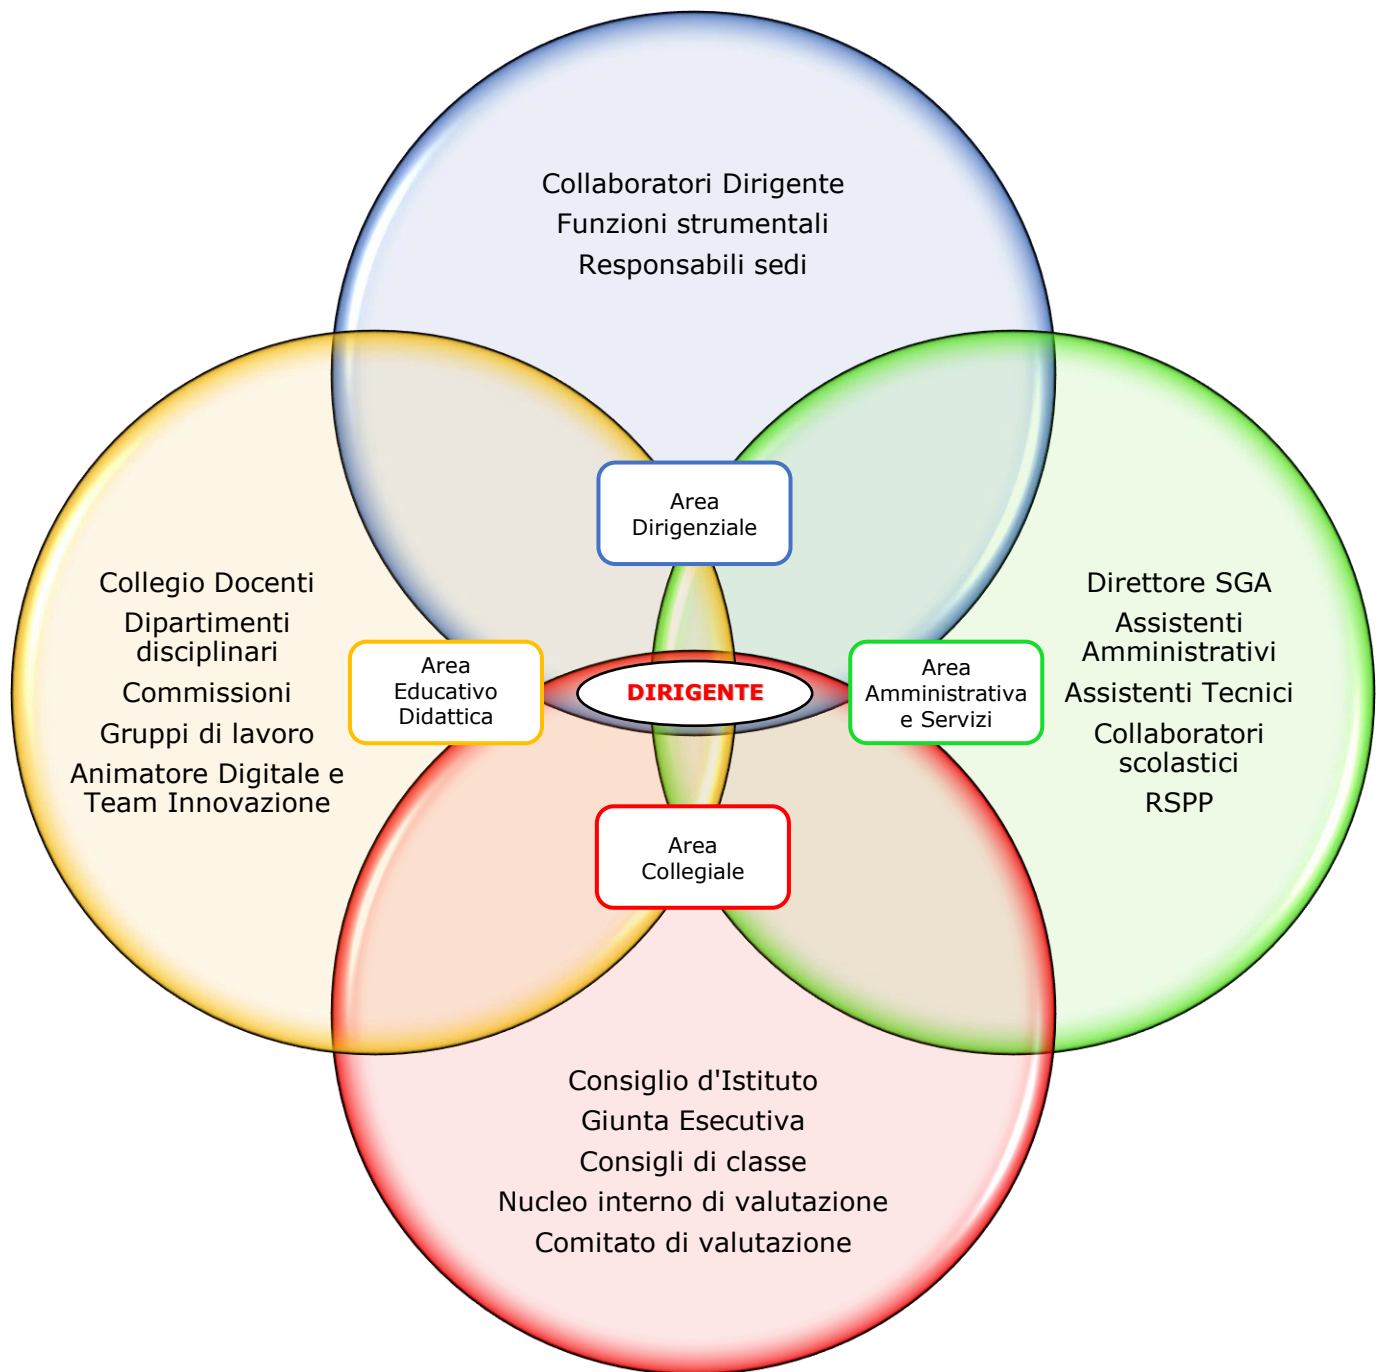 Collaboratori Dirigente
Funzioni strumentali
Responsabili sedi
Area
Dirigenziale
Collegio Docenti
Dipartimenti
disciplinari
Commissioni
Gruppi di lavoro
Animatore Digitale e
Team Innovazione
Area
Educativo
Didattica
DIRIGENTE
Area
Amministrativa
e Servizi
Direttore SGA
Assistenti
Amministrativi
Assistenti Tecnici
Collaboratori
scolastici
RSPP
Area
Collegiale
Consiglio d'Istituto
Giunta Esecutiva
Consigli di classe
Nucleo interno di valutazione
Comitato di valutazione